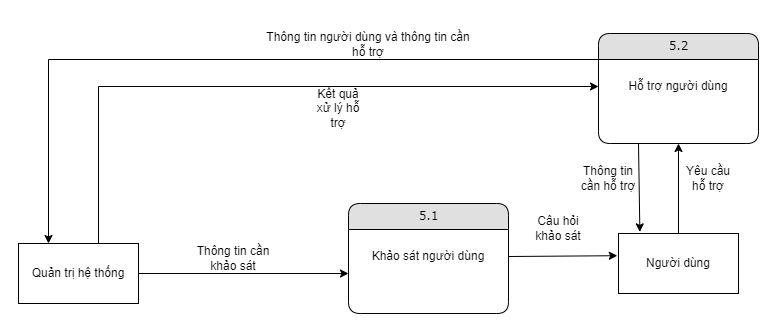 Thông tin người dùng và thông tin cần
hỗ trợ
5.2
Hỗ trợ người dùng
Kết quả
xử lý hỗ
trợ
Thông tin
cần hỗ trợ
Yêu cầu
hỗ trợ
5.1
Khảo sát người dùng
Câu hỏi
khảo sát
Thông tin cần
khảo sát
Quản trị hệ thống
Người dùng